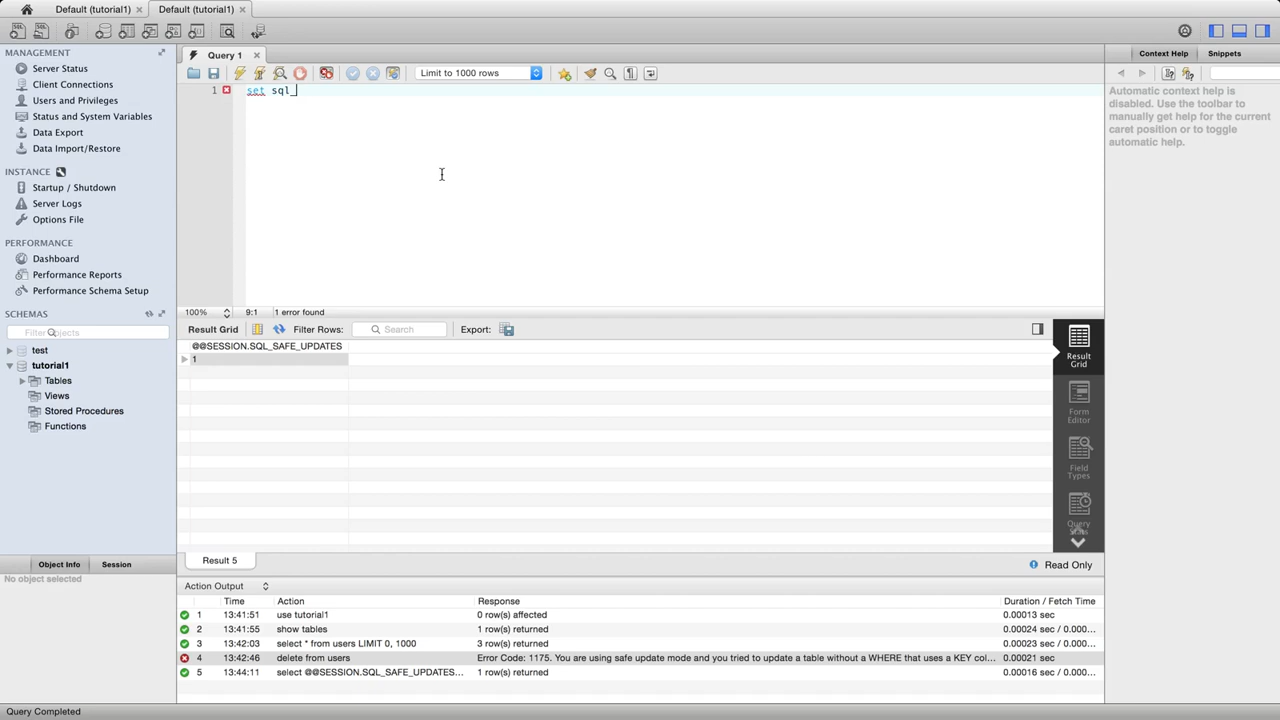 Default (tutorial1) × Default (tutorial1) ×
MANAGEMENT
Server Status
Client Connections
Users and Privileges
Status and System Variables
Data Export
Data Import/Restore
INSTANCE
Startup / Shutdown
Server Logs
Options File
PERFORMANCE
Dashboard
Performance Reports
Performance Schema Setup
SCHEMAS
Filter objects
test
tutorial1
Tables
Views
Stored Procedures
Functions
Object Info Session
No object selected
Query 1 ×
Limit to 1000 rows
1 set sql_
100% 9:1 1 error found
Result Grid Filter Rows: Search Export:
@@SESSION.SQL_SAFE_UPDATES
1
Result Grid
Form Editor
Field Types
Query Stats
Result 5
Read Only
Context Help Snippets
Automatic context help is
disabled. Use the toolbar to
manually get help for the current
caret position or to toggle
automatic help.
Action Output
Time Action Response Duration / Fetch Time
1 13:41:51 use tutorial1 0 row(s) affected 0.00013 sec
2 13:41:55 show tables 1 row(s) returned 0.00024 sec / 0.000...
3 13:42:03 select * from users LIMIT 0, 1000 3 row(s) returned 0.00023 sec / 0.000...
4 13:42:46 delete from users Error Code: 1175. You are using safe update mode and you tried to update a table without a WHERE that uses a KEY col... 0.00021 sec
5 13:44:11 select @@SESSION.SQL_SAFE_UPDATES... 1 row(s) returned 0.00016 sec / 0.000...
Query Completed